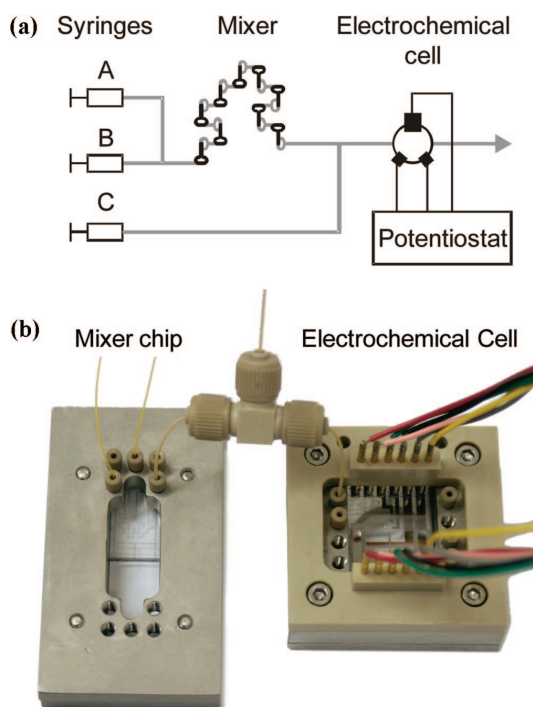 (a) Syringes Mixer Electrochemical
cell
A
B
C
Potentiostat
(b)
Mixer chip Electrochemical Cell